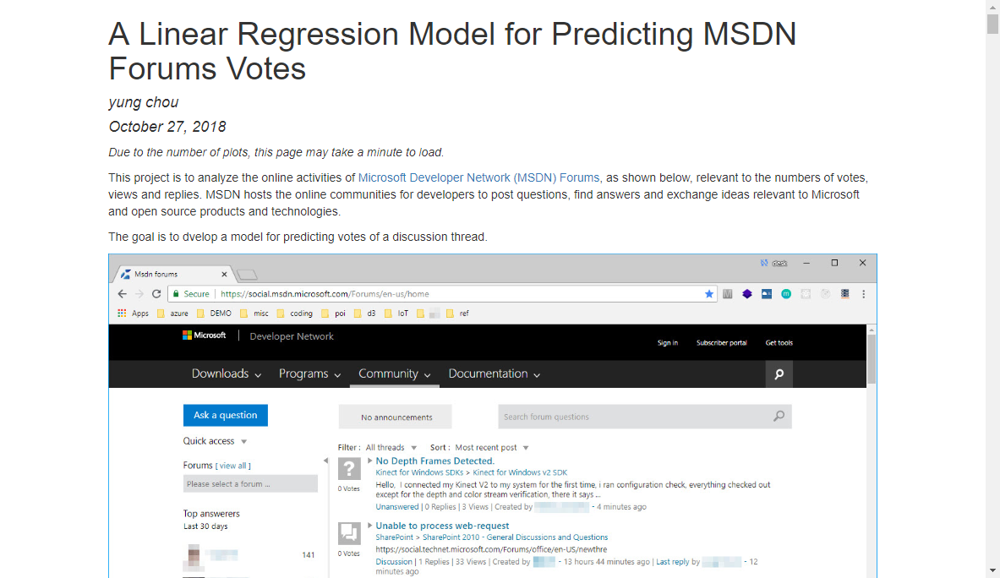 A Linear Regression Model for Predicting MSDN
Forums Votes
yung chou
October 27, 2018
Due to the number of plots, this page may take a minute to load.
This project is to analyze the online activities of Microsoft Developer Network (MSDN) Forums, as shown below, relevant to the numbers of votes,
views and replies. MSDN hosts the online communities for developers to post questions, find answers and exchange ideas relevant to Microsoft
and open source products and technologies.
The goal is to dvelop a model for predicting votes of a discussion thread.
Msdn forums
Secure | https://social.msdn.microsoft.com/Forums/en-us/home
Apps azure DEMO misc coding poi d3 IoT ref
Microsoft | Developer Network
Sign in Subscriber portal Get tools
Downloads Programs Community Documentation
Ask a question
No announcements
Search forum questions
Quick access
Filter : All threads Sort : Most recent post
Forums [ view all ]
Please select a forum ...
Top answerers
Last 30 days
141
? No Depth Frames Detected.
Kinect for Windows SDKs > Kinect for Windows v2 SDK
0 Votes
Hello, I connected my Kinect V2 to my system for the first time, i ran configuration check, everything checked out
except for the depth and color stream verification, there it says ...
Unanswered | 0 Replies | 3 Views | Created by - 4 minutes ago
Unable to process web-request
SharePoint > SharePoint 2010 - General Discussions and Questions
0 Votes
https://social.technet.microsoft.com/Forums/office/en-US/newthre
Discussion | 1 Replies | 33 Views | Created by - 13 hours 44 minutes ago | Last reply by - 12
minutes ago